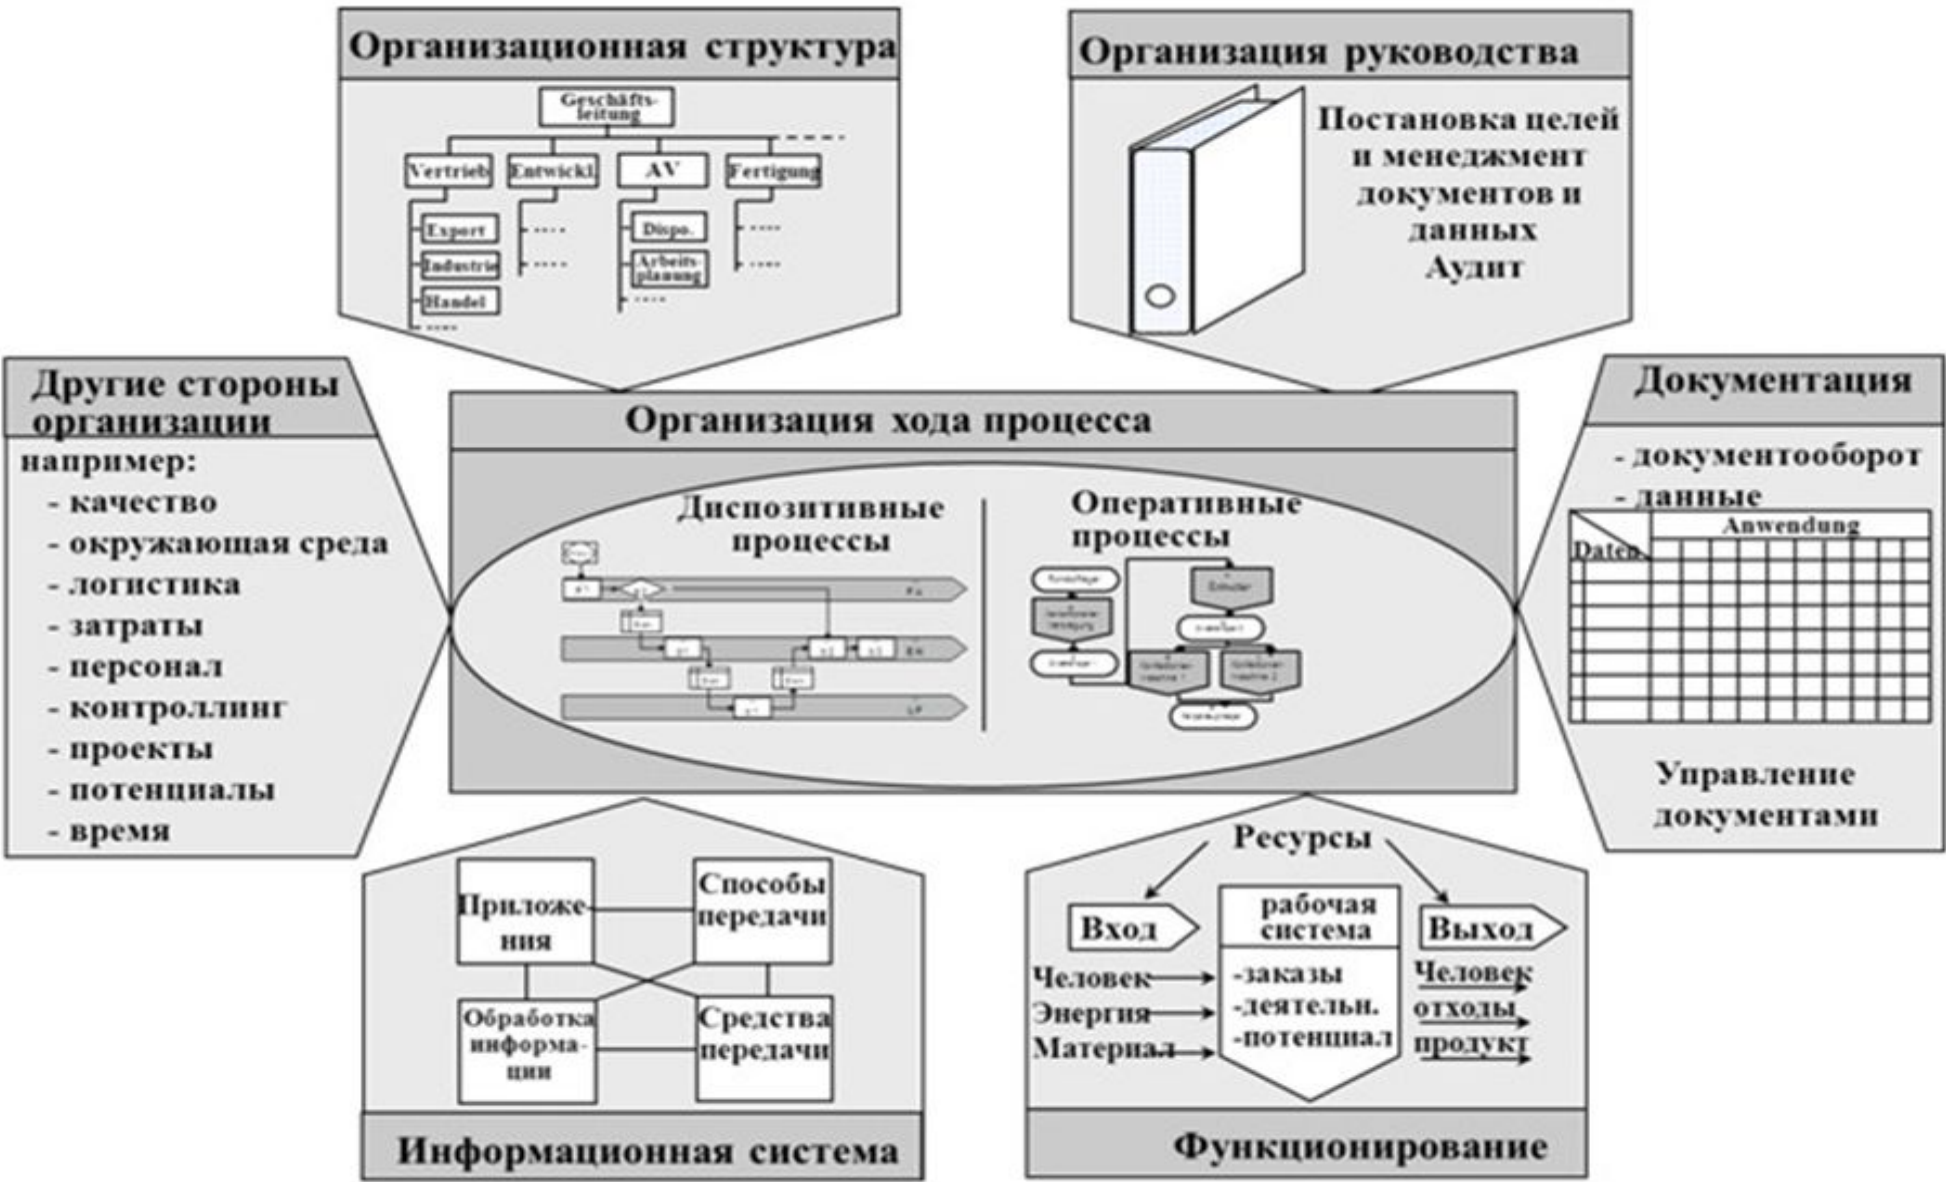 Организационная структура
Geschäfts-
leitung
Vertrieb
Entwickl.
AV
Fertigung
Export
Industrie
Handel
Dispo.
Arbeits-
planung
Организация руководства
Постановка целей
и менеджмент
документов и
данных
Аудит
Другие стороны
организации
например:
- качество
- окружающая среда
- логистика
- затраты
- персонал
- контроллинг
- проекты
- потенциалы
- время
Организация хода процесса
Диспозитивные
процессы
Оперативные
процессы
Документация
- документооборот
- данные
Anwendung
Daten
Управление
документами
Приложе-
ния
Способы
передачи
Обработка
информа-
ции
Средства
передачи
Информационная система
Ресурсы
Вход
рабочая
система
Выход
Человек
Энергия
Материал
-заказы
-деятельн.
-потенциал
Человек
отходы
продукт
Функционирование